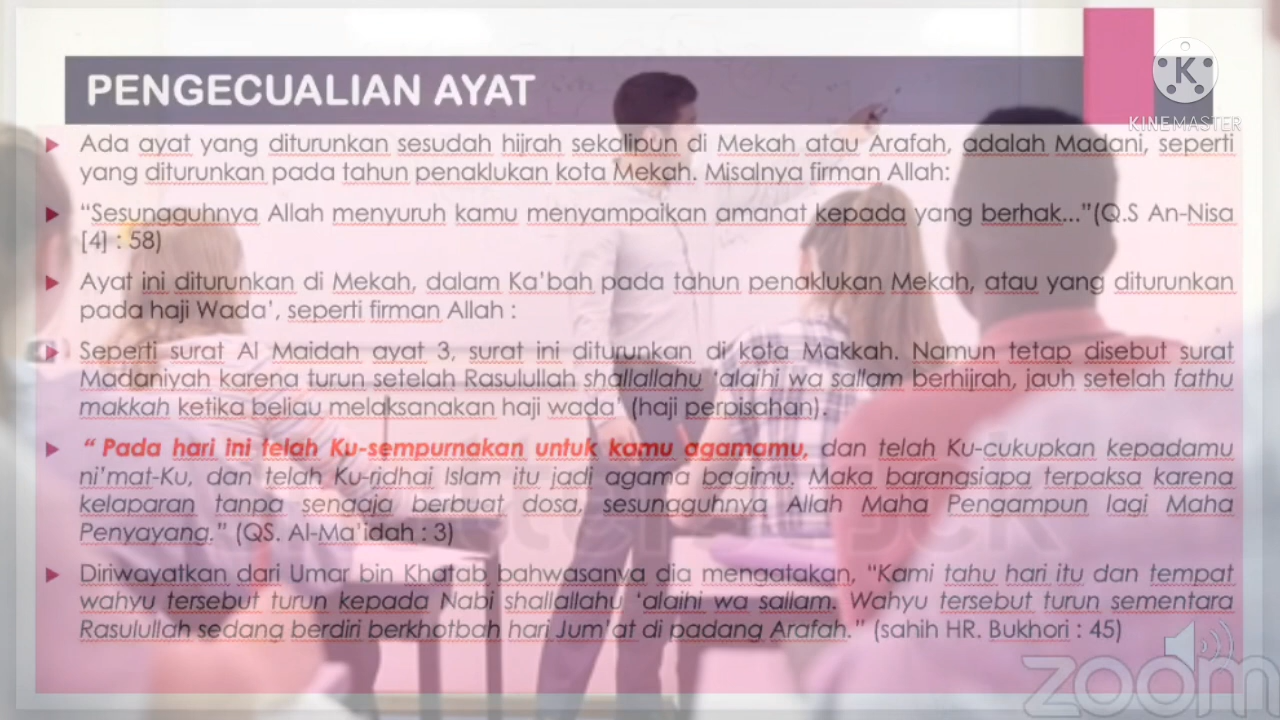 PENGECUALIAN AYAT
KINEMASTER
Ada ayat yang diturunkan sesudah hijrah sekalipun di Mekah atau Arafah, adalah Madani, seperti
yang diturunkan pada tahun penaklukan kota Mekah. Misalnya firman Allah:
“Sesungguhnya Allah menyuruh kamu menyampaikan amanat kepada yang berhak...”(Q.S An-Nisa
[4] : 58)
Ayat ini diturunkan di Mekah, dalam Ka’bah pada tahun penaklukan Mekah, atau yang diturunkan
pada haji Wada’, seperti firman Allah :
Seperti surat Al Maidah ayat 3, surat ini diturunkan di kota Makkah. Namun tetap disebut surat
Madaniyah karena turun setelah Rasulullah shallallahu ‘alaihi wa sallam berhijrah, jauh setelah fathu
makkah ketika beliau melaksanakan haji wada’ (haji perpisahan).
“ Pada hari ini telah Ku-sempurnakan untuk kamu agamamu, dan telah Ku-cukupkan kepadamu
ni’mat-Ku, dan telah Ku-ridhai Islam itu jadi agama bagimu. Maka barangsiapa terpaksa karena
kelaparan tanpa sengaja berbuat dosa, sesungguhnya Allah Maha Pengampun lagi Maha
Penyayang.” (QS. Al-Ma’idah : 3)
Diriwayatkan dari Umar bin Khatab bahwasanya dia mengatakan, “Kami tahu hari itu dan tempat
wahyu tersebut turun kepada Nabi shallallahu ‘alaihi wa sallam. Wahyu tersebut turun sementara
Rasulullah sedang berdiri berkhotbah hari Jum’at di padang Arafah.” (sahih HR. Bukhori : 45)
zoom